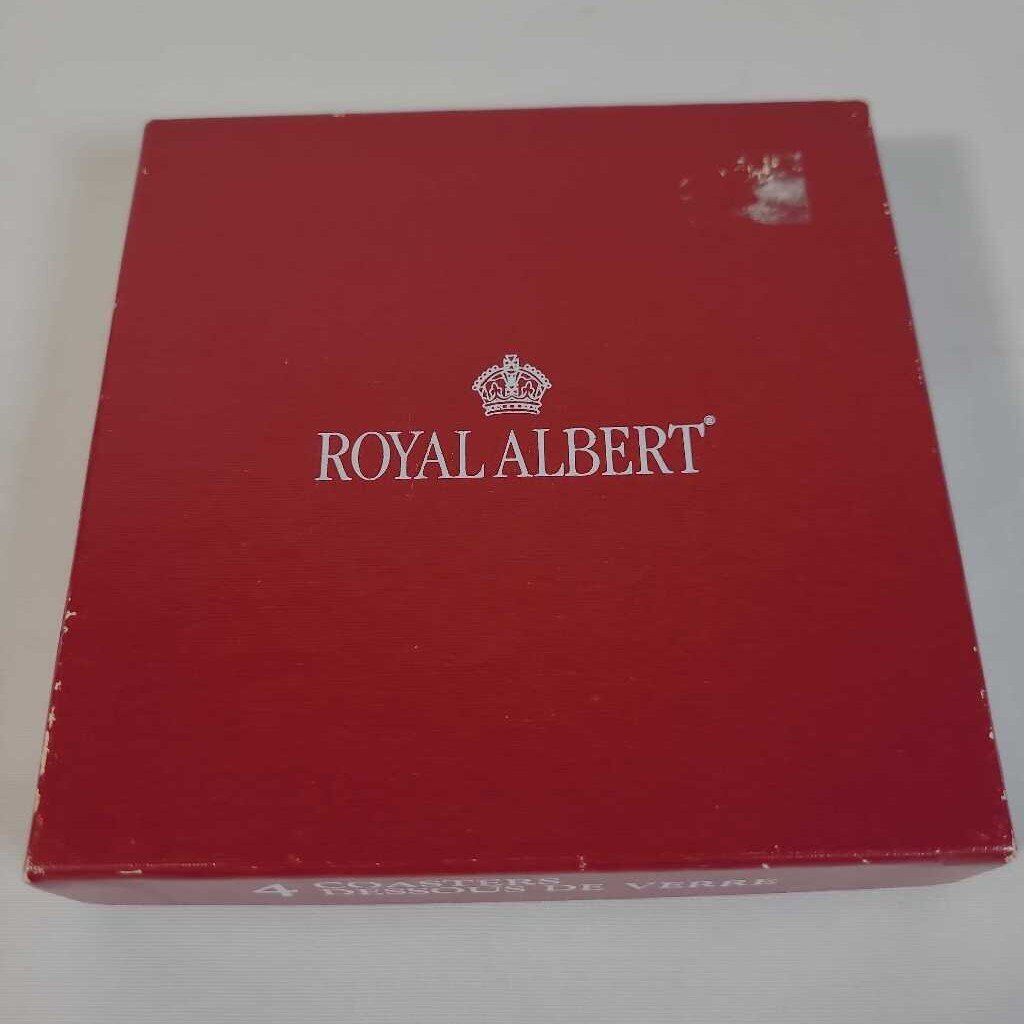 ROYAL ALBERT®
4 COASTERS
DESSOUS DE VERRE